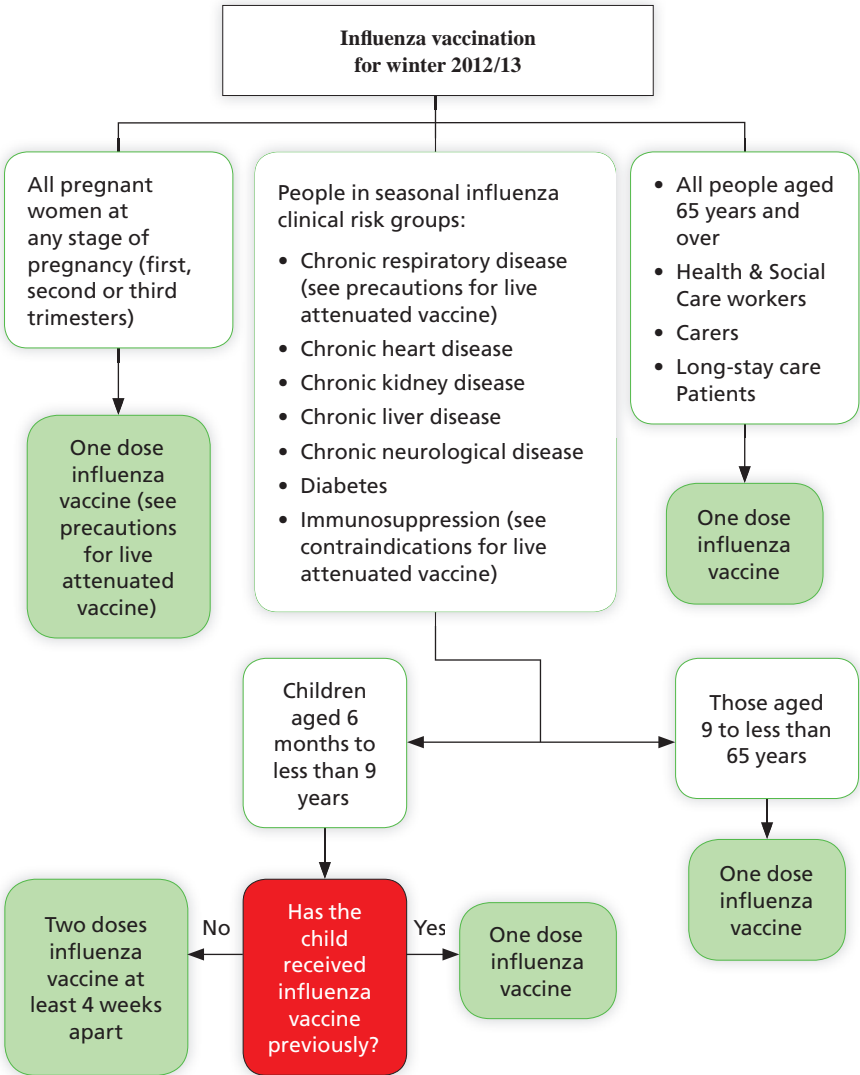 Influenza vaccination
for winter 2012/13
All pregnant
women at
any stage of
pregnancy (first,
second or third
trimesters)
One dose
influenza
vaccine (see
precautions
for live
attenuated
vaccine)
People in seasonal influenza
clinical risk groups:
• Chronic respiratory disease
(see precautions for live
attenuated vaccine)
• Chronic heart disease
• Chronic kidney disease
• Chronic liver disease
• Chronic neurological disease
• Diabetes
• Immunosuppression (see
contraindications for live
attenuated vaccine)
• All people aged
65 years and
over
• Health & Social
Care workers
• Carers
• Long-stay care
Patients
One dose
influenza
vaccine
Children
aged 6
months to
less than 9
years
Those aged
9 to less than
65 years
One dose
influenza
vaccine
Has the
child
received
influenza
vaccine
previously?
No
Two doses
influenza
vaccine at
least 4 weeks
apart
Yes
One dose
influenza
vaccine